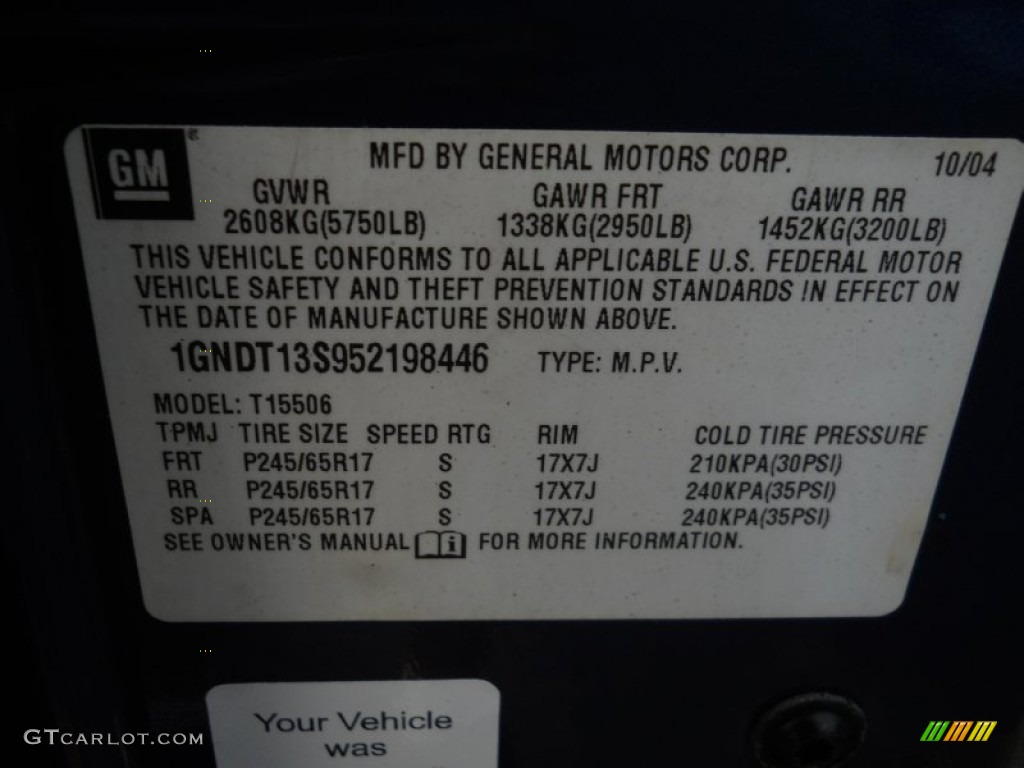 GM
MFD BY GENERAL MOTORS CORP. 10/04
GVWR GAWR FRT GAWR RR
2608KG(5750LB) 1338KG(2950LB) 1452KG(3200LB)
THIS VEHICLE CONFORMS TO ALL APPLICABLE U.S. FEDERAL MOTOR
VEHICLE SAFETY AND THEFT PREVENTION STANDARDS IN EFFECT ON
THE DATE OF MANUFACTURE SHOWN ABOVE.
1GNDT13S952198446 TYPE: M.P.V.
MODEL: T15506
TPMJ TIRE SIZE SPEED RTG RIM COLD TIRE PRESSURE
FRT P245/65R17 S 17X7J 210KPA(30PSI)
RR P245/65R17 S 17X7J 240KPA(35PSI)
SPA P245/65R17 S 17X7J 240KPA(35PSI)
SEE OWNER'S MANUAL FOR MORE INFORMATION.
Your Vehicle
was
GTCARLOT.COM